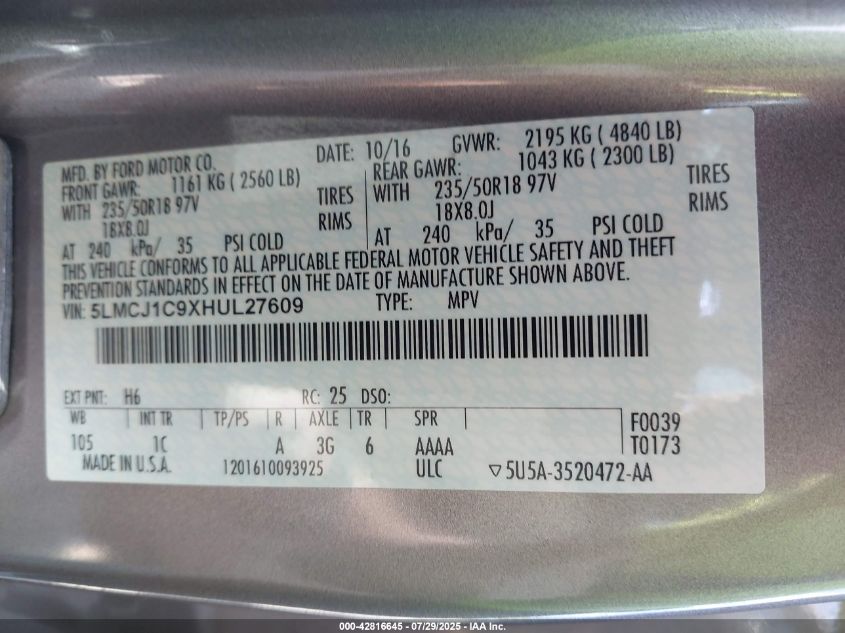 MFD. BY FORD MOTOR CO.
DATE: 10/16 GVWR: 2195 KG ( 4840 LB)
FRONT GAWR: 1161 KG ( 2560 LB)
WITH 235/50R18 97V TIRES
18X8.0J RIMS
AT 240 kPa/ 35 PSI COLD
REAR GAWR: 1043 KG ( 2300 LB)
WITH 235/50R18 97V TIRES
18X8.0J RIMS
AT 240 kPa/ 35 PSI COLD
THIS VEHICLE CONFORMS TO ALL APPLICABLE FEDERAL MOTOR VEHICLE SAFETY AND THEFT
PREVENTION STANDARDS IN EFFECT ON THE DATE OF MANUFACTURE SHOWN ABOVE.
VIN: 5LMCJ1C9XHUL27609 TYPE: MPV
EXT PNT: H6 RC: 25 DSO:
WB INT TR TP/PS R AXLE TR SPR F0039
105 1C A 3G 6 AAAA T0173
MADE IN U.S.A. 1201610093925 ULC ▽5U5A-3520472-AA
000-42816645 - 07/29/2025 - IAA Inc.